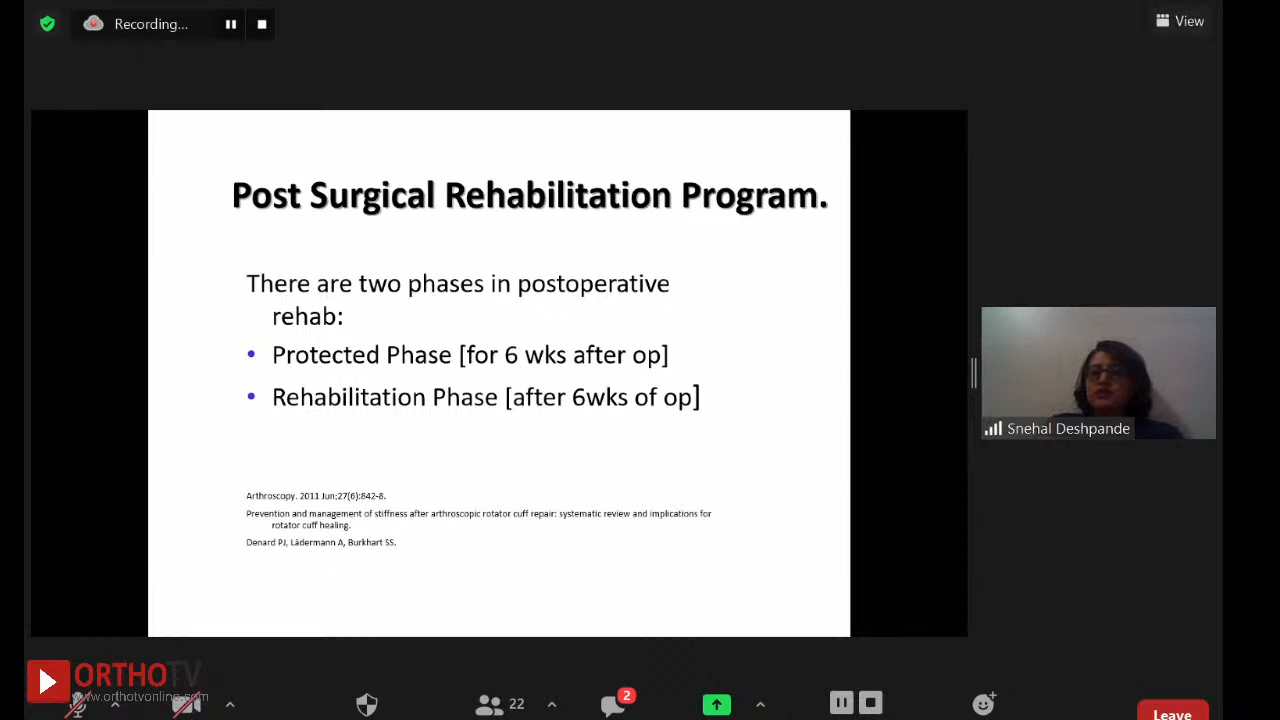 Recording...
View
Post Surgical Rehabilitation Program.
There are two phases in postoperative
rehab:
• Protected Phase [for 6 wks after op]
• Rehabilitation Phase [after 6wks of op]
Arthroscopy. 2011 Jun;27(6):842-8.
Prevention and management of stiffness after arthroscopic rotator cuff repair: systematic review and implications for
rotator cuff healing.
Denard PJ, Lädermann A, Burkhart SS.
Snehal Deshpande
ORTHOTV
www.orthotvonline.com
22
2
Leave